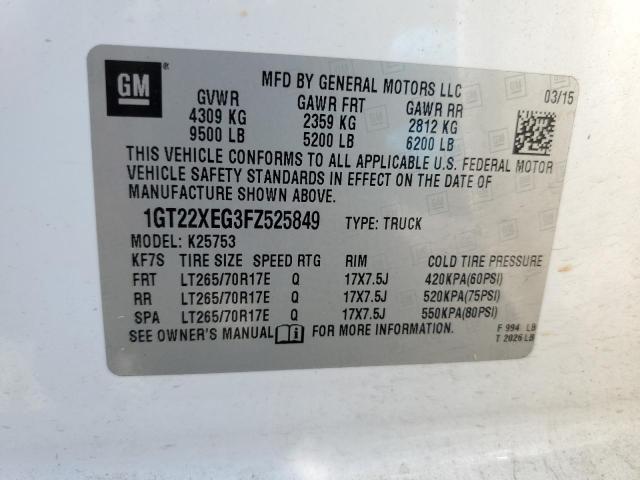 GM ®
MFD BY GENERAL MOTORS LLC
03/15
GVWR GAWR FRT GAWR RR
4309 KG 2359 KG 2812 KG
9500 LB 5200 LB 6200 LB
THIS VEHICLE CONFORMS TO ALL APPLICABLE U.S. FEDERAL MOTOR
VEHICLE SAFETY STANDARDS IN EFFECT ON THE DATE OF
MANUFACTURE SHOWN ABOVE.
1GT22XEG3FZ525849 TYPE: TRUCK
MODEL: K25753
KF7S TIRE SIZE SPEED RTG RIM COLD TIRE PRESSURE
FRT LT265/70R17E Q 17X7.5J 420KPA(60PSI)
RR LT265/70R17E Q 17X7.5J 520KPA(75PSI)
SPA LT265/70R17E Q 17X7.5J 550KPA(80PSI)
SEE OWNER'S MANUAL FOR MORE INFORMATION.
F 994 LB
T 2026 LB